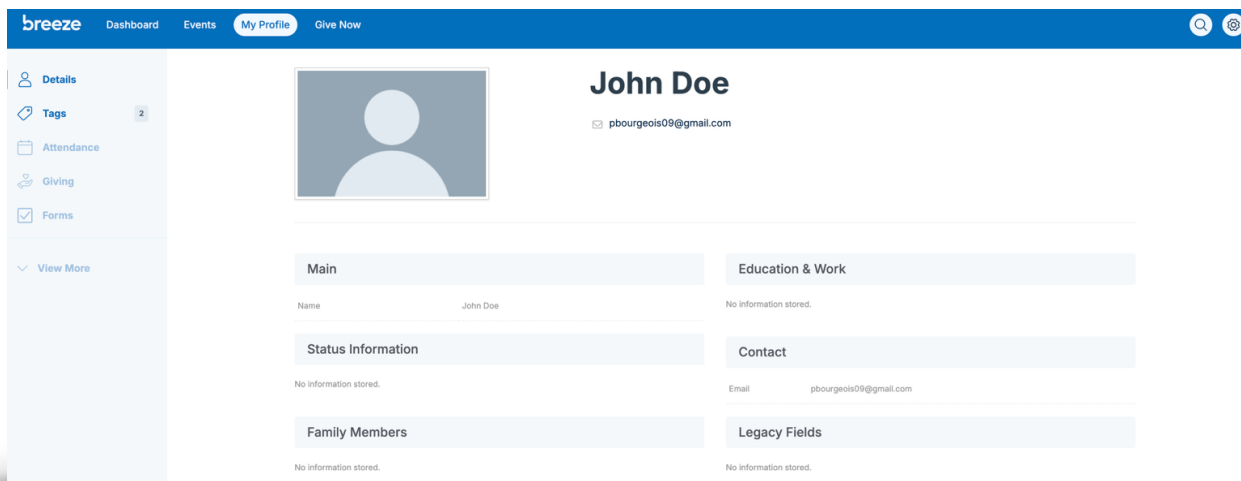 breeze Dashboard Events My Profile Give Now
Details
Tags 2
Attendance
Giving
Forms
View More
John Doe
pbourgeois09@gmail.com
Main
Name John Doe
Status Information
No information stored.
Family Members
No information stored.
Education & Work
No information stored.
Contact
Email pbourgeois09@gmail.com
Legacy Fields
No information stored.